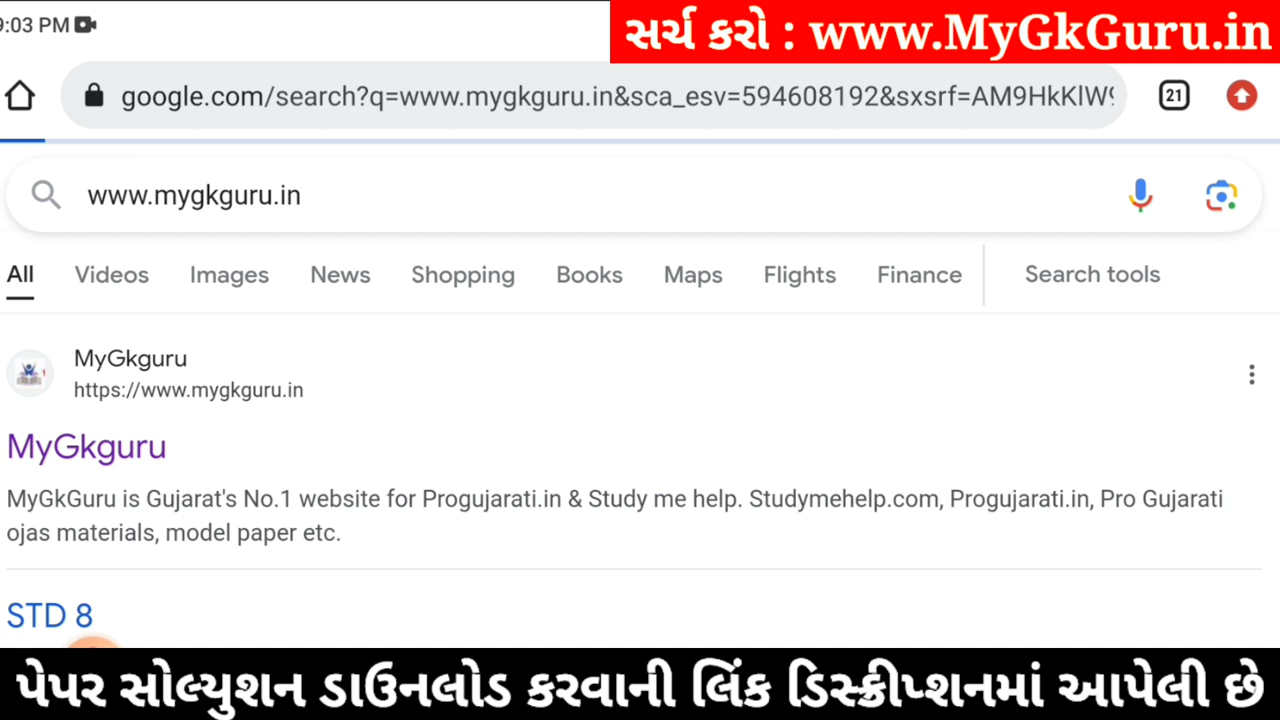 9:03 PM
સર્ચ કરો : www.MyGkGuru.in
google.com/search?q=www.mygkguru.in&sca_esv=594608192&sxsrf=AM9HkKlW9
21
www.mygkguru.in
All Videos Images News Shopping Books Maps Flights Finance Search tools
MyGkguru
https://www.mygkguru.in
MyGkguru
MyGkGuru is Gujarat's No.1 website for Progujarati.in & Study me help. Studymehelp.com, Progujarati.in, Pro Gujarati
ojas materials, model paper etc.
STD 8
પેપર સોલ્યુશન ડાઉનલોડ કરવાની લિંક ડિસ્ક્રીપ્શનમાં આપેલી છે